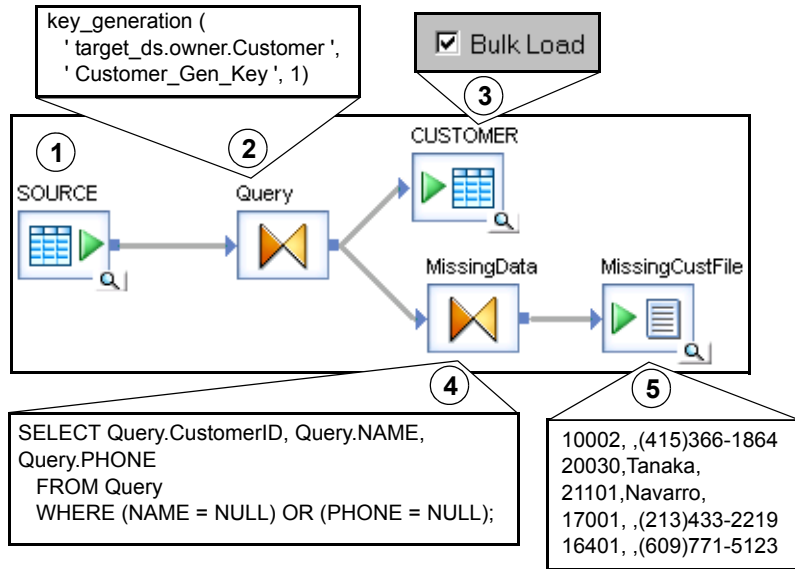 key_generation (
' target_ds.owner.Customer ',
' Customer_Gen_Key ', 1)
Bulk Load
3
1
2
CUSTOMER
SOURCE
Query
MissingData
MissingCustFile
4
5
SELECT Query.CustomerID, Query.NAME,
Query.PHONE
FROM Query
WHERE (NAME = NULL) OR (PHONE = NULL);
10002, ,(415)366-1864
20030,Tanaka,
21101,Navarro,
17001, ,(213)433-2219
16401, ,(609)771-5123